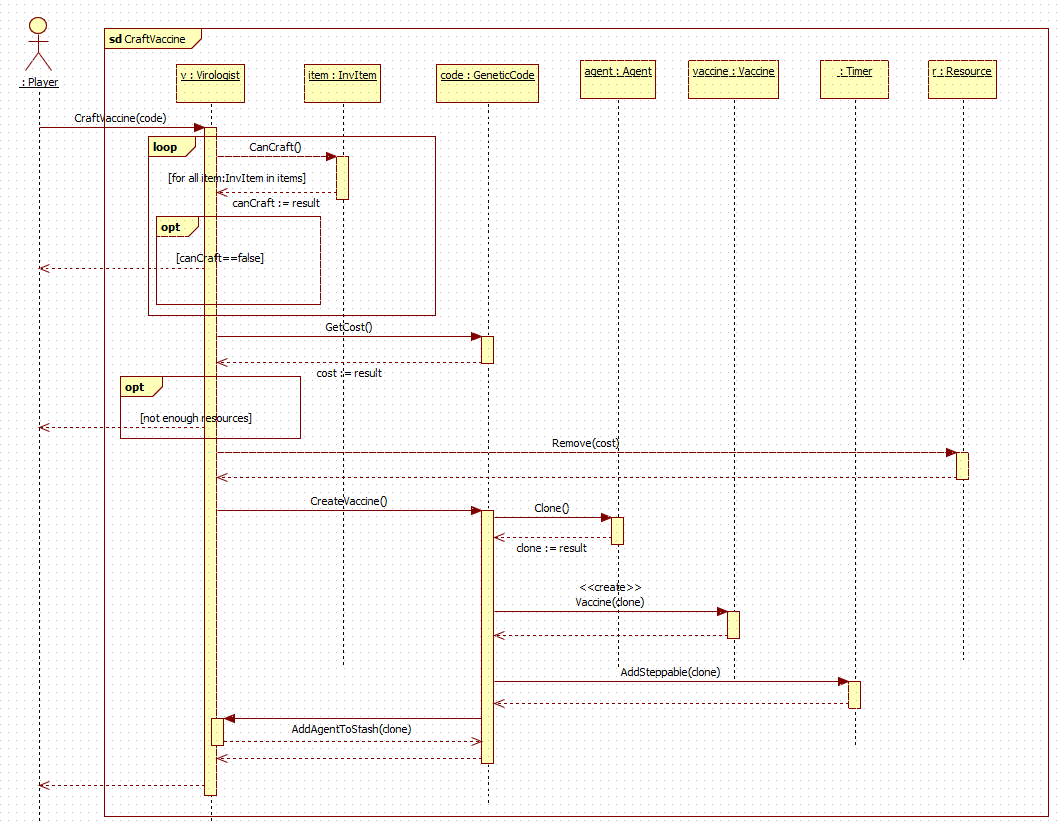 sd CraftVaccine
: Player
v : Virologist
item : InvItem
code : GeneticCode
agent : Agent
vaccine : Vaccine
: Timer
r : Resource
CraftVaccine(code)
loop
CanCraft()
[for all item:InvItem in items]
canCraft := result
opt
[canCraft==false]
GetCost()
cost := result
opt
[not enough resources]
Remove(cost)
CreateVaccine()
Clone()
clone := result
<<create>>
Vaccine(clone)
AddSteppable(clone)
AddAgentToStash(clone)